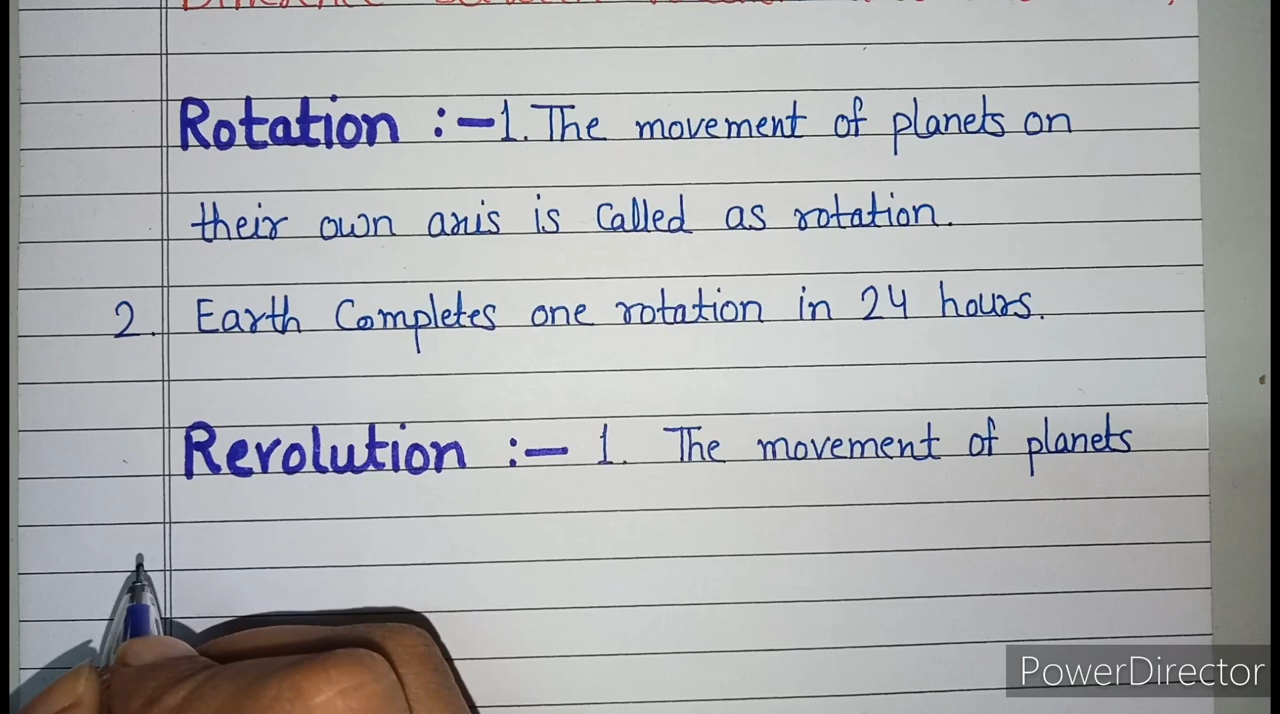 Rotation :- 1. The movement of planets on
their own axis is called as rotation.
2. Earth Completes one rotation in 24 hours.
Revolution :- 1. The movement of planets
PowerDirector